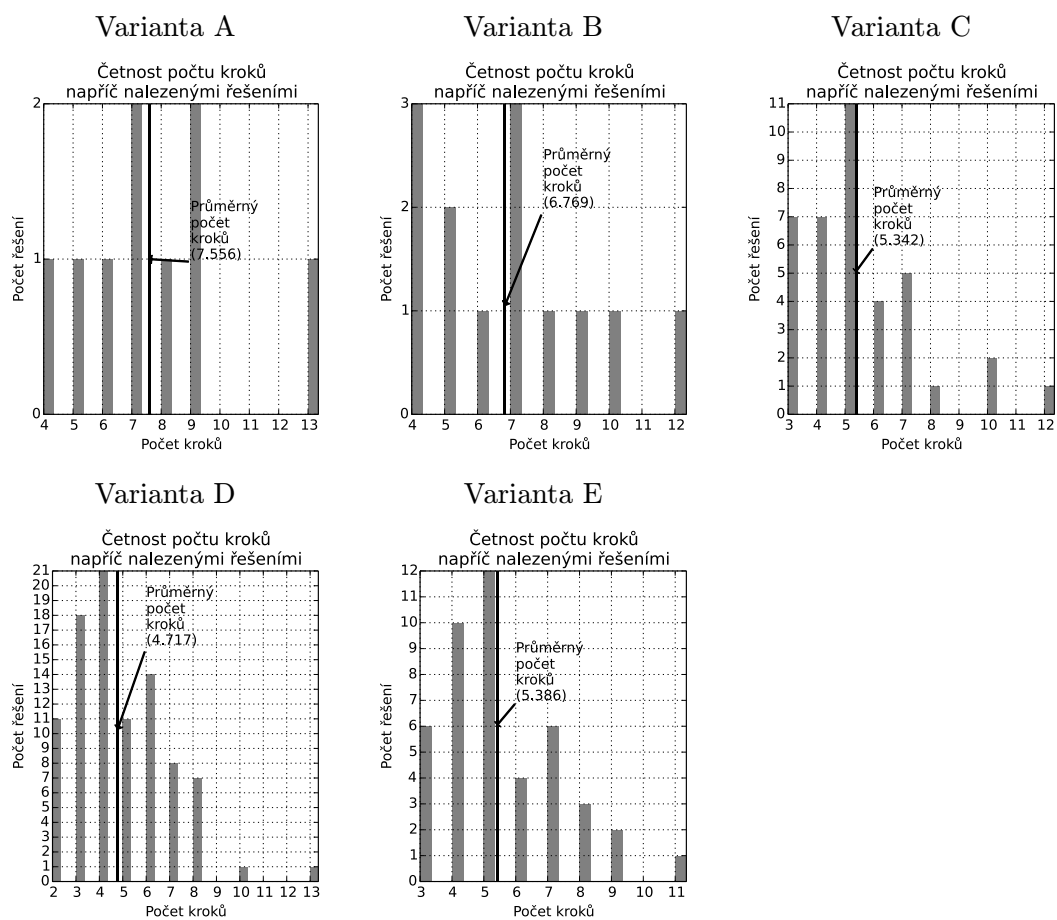 Varianta A
Četnost počtu kroků
napříč nalezenými řešeními
2
1
0
Počet řešení
Průměrný
počet
kroků
(7.556)
4 5 6 7 8 9 10 11 12 13
Počet kroků
Varianta B
Četnost počtu kroků
napříč nalezenými řešeními
3
2
1
0
Počet řešení
Průměrný
počet
kroků
(6.769)
4 5 6 7 8 9 10 11 12
Počet kroků
Varianta C
Četnost počtu kroků
napříč nalezenými řešeními
11
10
9
8
7
6
5
4
3
2
1
0
Počet řešení
Průměrný
počet
kroků
(5.342)
3 4 5 6 7 8 9 10 11 12
Počet kroků
Varianta D
Četnost počtu kroků
napříč nalezenými řešeními
21
20
19
18
17
16
15
14
13
12
11
10
9
8
7
6
5
4
3
2
1
0
Počet řešení
Průměrný
počet
kroků
(4.717)
2 3 4 5 6 7 8 9 10 11 12 13
Počet kroků
Varianta E
Četnost počtu kroků
napříč nalezenými řešeními
12
11
10
9
8
7
6
5
4
3
2
1
0
Počet řešení
Průměrný
počet
kroků
(5.386)
3 4 5 6 7 8 9 10 11
Počet kroků